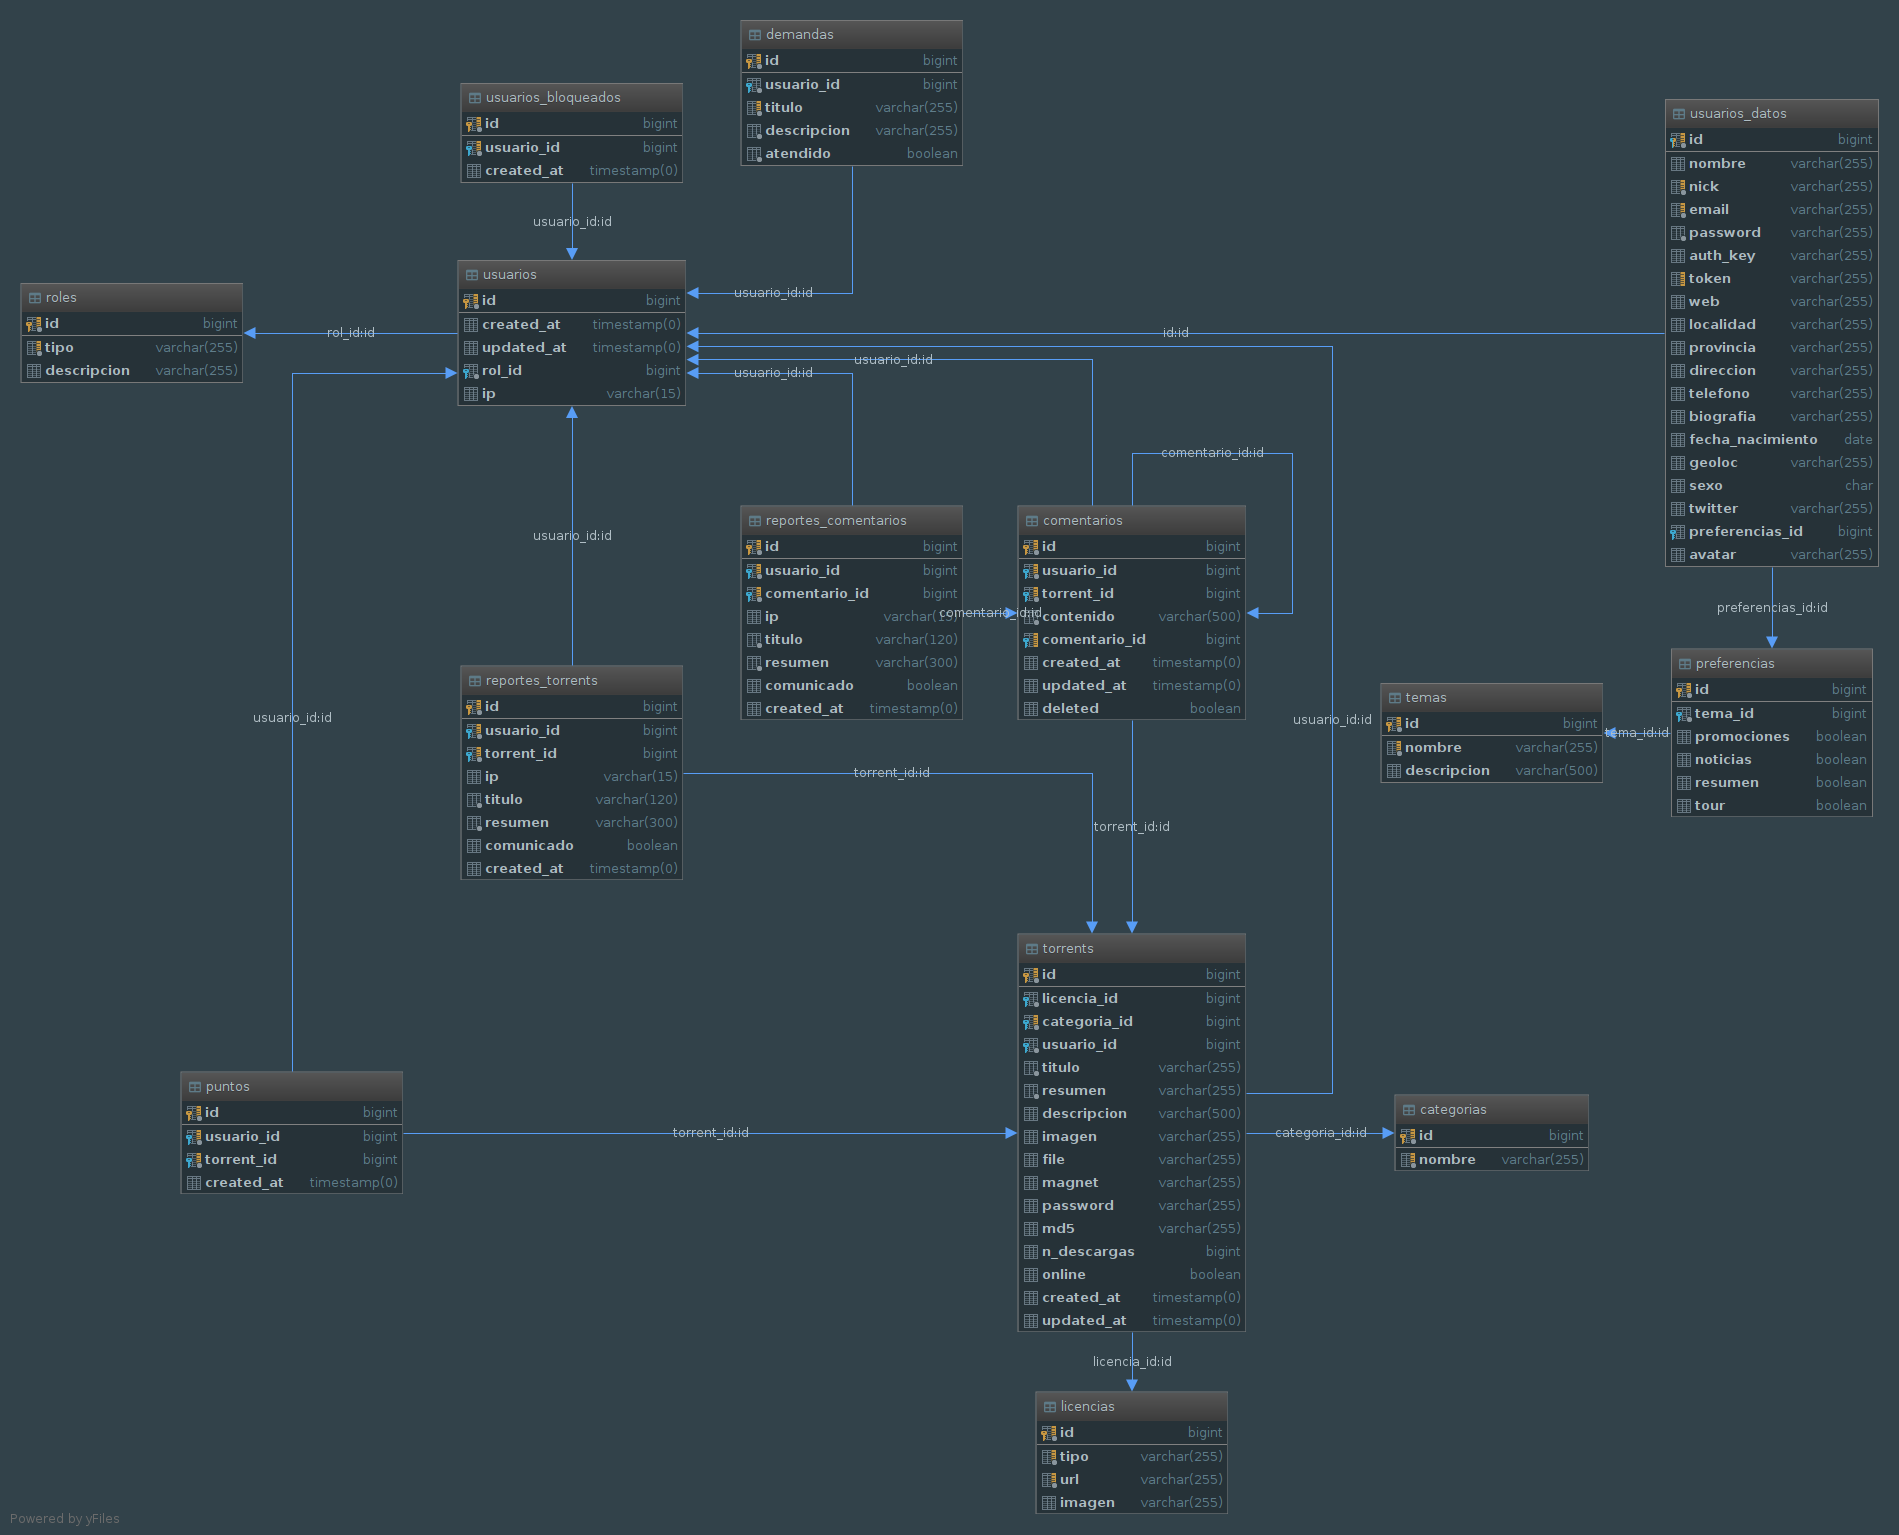 demandas
id bigint
usuario_id bigint
titulo varchar(255)
descripcion varchar(255)
atendido boolean
usuarios_bloqueados
id bigint
usuario_id bigint
created_at timestamp(0)
usuarios_datos
id bigint
nombre varchar(255)
nick varchar(255)
email varchar(255)
password varchar(255)
auth_key varchar(255)
token varchar(255)
web varchar(255)
localidad varchar(255)
provincia varchar(255)
direccion varchar(255)
telefono varchar(255)
biografia varchar(255)
fecha_nacimiento date
geoloc varchar(255)
sexo char
twitter varchar(255)
preferencias_id bigint
avatar varchar(255)
usuario_id:id
usuarios
id bigint
created_at timestamp(0)
updated_at timestamp(0)
rol_id bigint
ip varchar(15)
usuario_id:id
roles
id bigint
tipo varchar(255)
descripcion varchar(255)
rol_id:id
id:id
usuario_id:id
usuario_id:id
comentario_id:id
usuario_id:id
reportes_comentarios
id bigint
usuario_id bigint
comentario_id bigint
ip varchar(15)
titulo varchar(120)
resumen varchar(300)
comunicado boolean
created_at timestamp(0)
comentario_id:id
comentarios
id bigint
usuario_id bigint
torrent_id bigint
contenido varchar(500)
comentario_id bigint
created_at timestamp(0)
updated_at timestamp(0)
deleted boolean
preferencias_id:id
preferencias
id bigint
tema_id bigint
promociones boolean
noticias boolean
resumen boolean
tour boolean
tema_id:id
temas
id bigint
nombre varchar(255)
descripcion varchar(500)
reportes_torrents
id bigint
usuario_id bigint
torrent_id bigint
ip varchar(15)
titulo varchar(120)
resumen varchar(300)
comunicado boolean
created_at timestamp(0)
usuario_id:id
usuario_id:id
torrent_id:id
torrent_id:id
torrents
id bigint
licencia_id bigint
categoria_id bigint
usuario_id bigint
titulo varchar(255)
resumen varchar(255)
descripcion varchar(500)
imagen varchar(255)
file varchar(255)
magnet varchar(255)
password varchar(255)
md5 varchar(255)
n_descargas bigint
online boolean
created_at timestamp(0)
updated_at timestamp(0)
puntos
id bigint
usuario_id bigint
torrent_id bigint
created_at timestamp(0)
torrent_id:id
categoria_id:id
categorias
id bigint
nombre varchar(255)
licencia_id:id
licencias
id bigint
tipo varchar(255)
url varchar(255)
imagen varchar(255)
Powered by yFiles